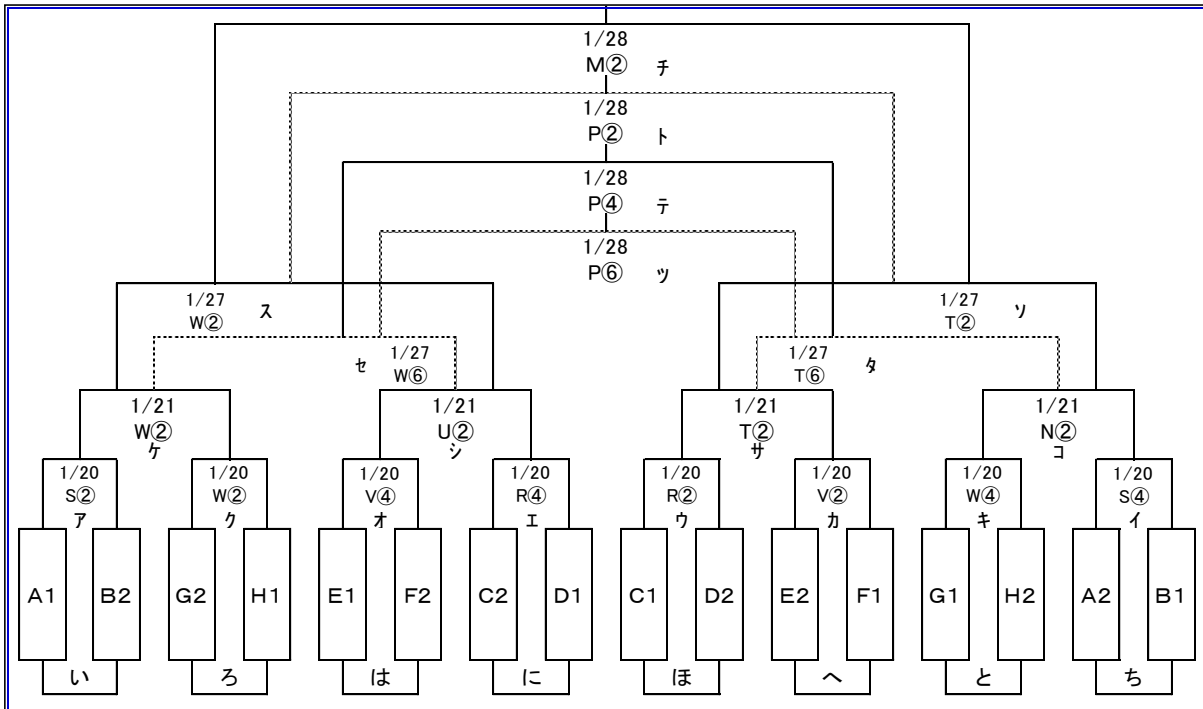 1/28
M② チ
1/28
P② ト
1/28
P④ テ
1/28
P⑥ ツ
1/27 ス 1/27 ソ
W② T②
セ 1/27 1/27 タ
W⑥ T⑥
1/21 1/21 1/21 1/21
W② U② T② N②
ケ シ サ コ
1/20 1/20 1/20 1/20 1/20 1/20 1/20 1/20
S② W② V④ R④ R② V② W④ S④
ア ク オ エ ウ カ キ イ
A1 B2 G2 H1 E1 F2 C2 D1 C1 D2 E2 F1 G1 H2 A2 B1
い ろ は に ほ へ と ち